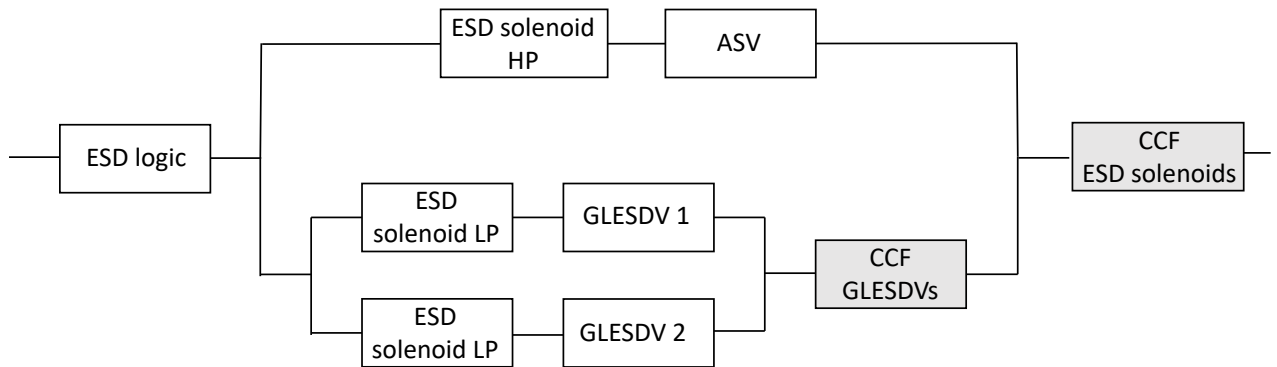 ESD solenoid
HP
ASV
ESD logic
CCF
ESD solenoids
ESD
solenoid LP
GLESDV 1
CCF
GLESDVs
ESD
solenoid LP
GLESDV 2